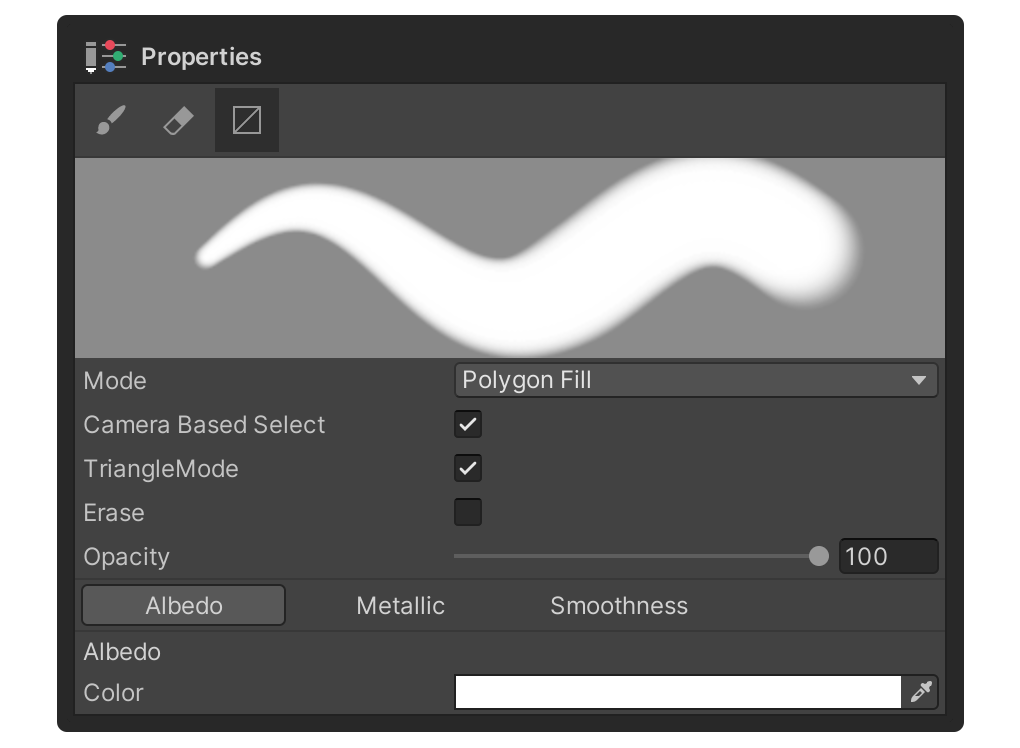 Properties
Mode Polygon Fill
Camera Based Select
TriangleMode
Erase
Opacity 100
Albedo Metallic Smoothness
Albedo
Color